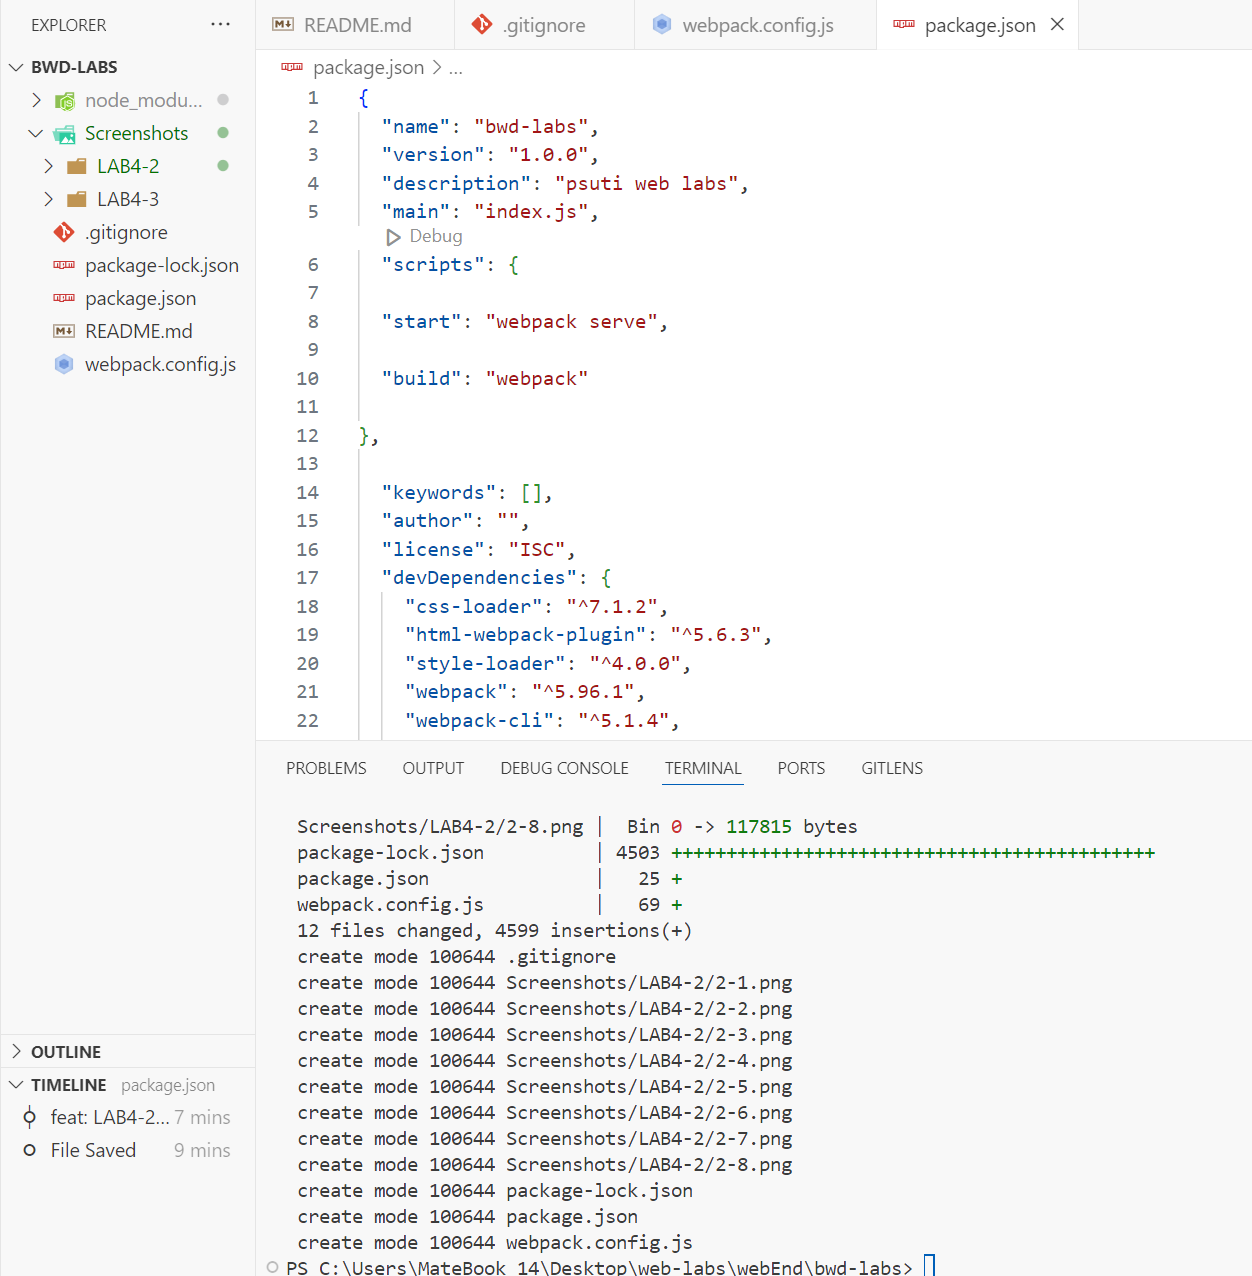 EXPLORER
BWD-LABS
node_modu...
Screenshots
LAB4-2
LAB4-3
.gitignore
package-lock.json
package.json
README.md
webpack.config.js
OUTLINE
TIMELINE package.json
feat: LAB4-2... 7 mins
File Saved 9 mins
README.md .gitignore webpack.config.js package.json
package.json > ...
1 {
2 "name": "bwd-labs",
3 "version": "1.0.0",
4 "description": "psuti web labs",
5 "main": "index.js",
Debug
6 "scripts": {
7
8 "start": "webpack serve",
9
10 "build": "webpack"
11
12 },
13
14 "keywords": [],
15 "author": "",
16 "license": "ISC",
17 "devDependencies": {
18 "css-loader": "^7.1.2",
19 "html-webpack-plugin": "^5.6.3",
20 "style-loader": "^4.0.0",
21 "webpack": "^5.96.1",
22 "webpack-cli": "^5.1.4",
PROBLEMS OUTPUT DEBUG CONSOLE TERMINAL PORTS GITLENS
Screenshots/LAB4-2/2-8.png | Bin 0 -> 117815 bytes
package-lock.json | 4503 ++++++++++++++++++++++++++++++++++++++++++++
package.json | 25 +
webpack.config.js | 69 +
12 files changed, 4599 insertions(+)
create mode 100644 .gitignore
create mode 100644 Screenshots/LAB4-2/2-1.png
create mode 100644 Screenshots/LAB4-2/2-2.png
create mode 100644 Screenshots/LAB4-2/2-3.png
create mode 100644 Screenshots/LAB4-2/2-4.png
create mode 100644 Screenshots/LAB4-2/2-5.png
create mode 100644 Screenshots/LAB4-2/2-6.png
create mode 100644 Screenshots/LAB4-2/2-7.png
create mode 100644 Screenshots/LAB4-2/2-8.png
create mode 100644 package-lock.json
create mode 100644 package.json
create mode 100644 webpack.config.js
PS C:\Users\MateBook 14\Desktop\web-labs\webEnd\bwd-labs>